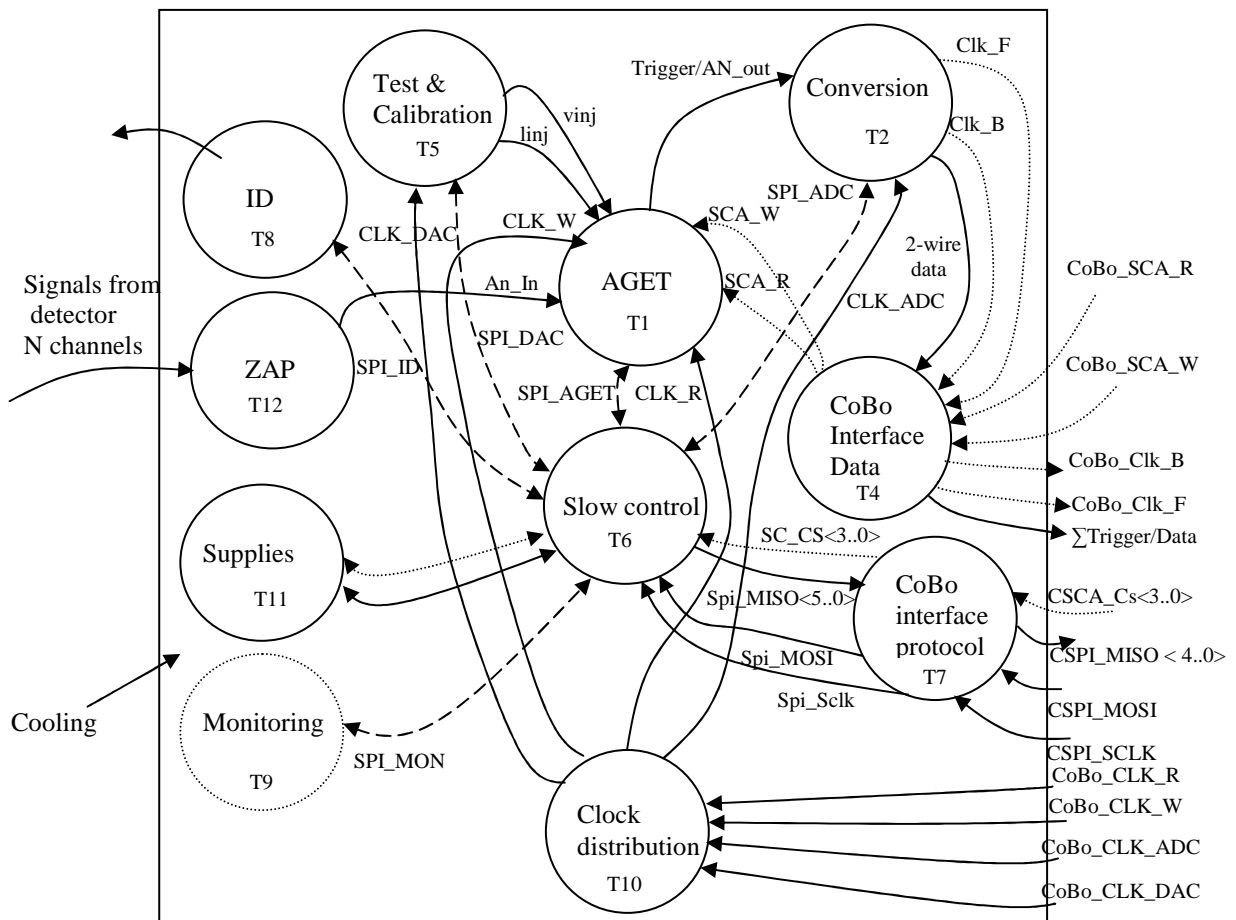 Clk_F
Trigger/AN_out
Test &
Calibration
T5
vinj
Iinj
Conversion
T2
Clk_B
ID
T8
CLK_DAC
CLK_W
SPI_ADC
SCA_W
2-wire
data
Signals from
detector
N channels
An_In
AGET
T1
SCA_R
CLK_ADC
CoBo_SCA_R
ZAP
T12
SPI_ID
SPI_DAC
SPI_AGET
CLK_R
CoBo_SCA_W
CoBo
Interface
Data
T4
CoBo_Clk_B
CoBo_Clk_F
∑Trigger/Data
Slow control
T6
SC_CS<3..0>
Supplies
T11
Spi_MISO<5..0>
CoBo
interface
protocol
T7
CSCA_Cs<3..0>
CSPI_MISO < 4..0>
Spi_MOSI
Spi_Sclk
CSPI_MOSI
Cooling
Monitoring
T9
SPI_MON
CSPI_SCLK
CoBo_CLK_R
CoBo_CLK_W
Clock
distribution
T10
CoBo_CLK_ADC
CoBo_CLK_DAC